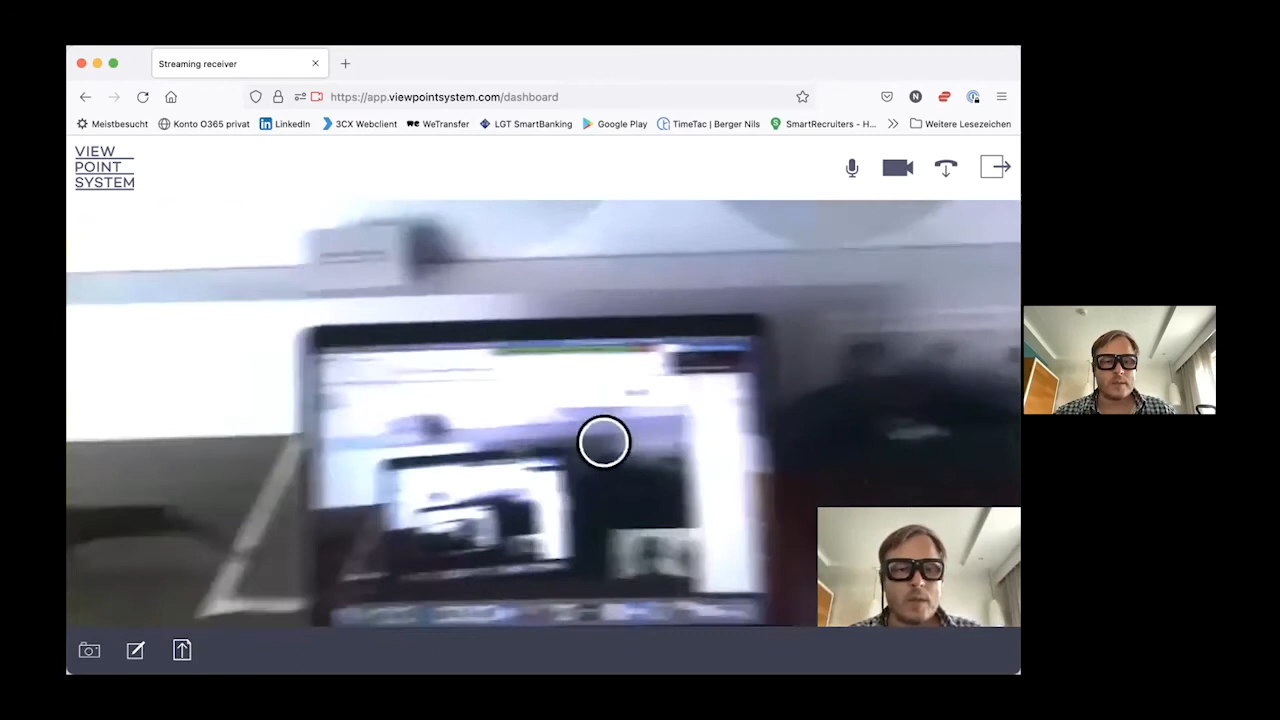 Streaming receiver
https://app.viewpointsystem.com/dashboard
Meistbesucht Konto O365 privat LinkedIn 3CX Webclient WeTransfer LGT SmartBanking Google Play TimeTac | Berger Nils SmartRecruiters - H... Weitere Lesezeichen
VIEW
POINT
SYSTEM